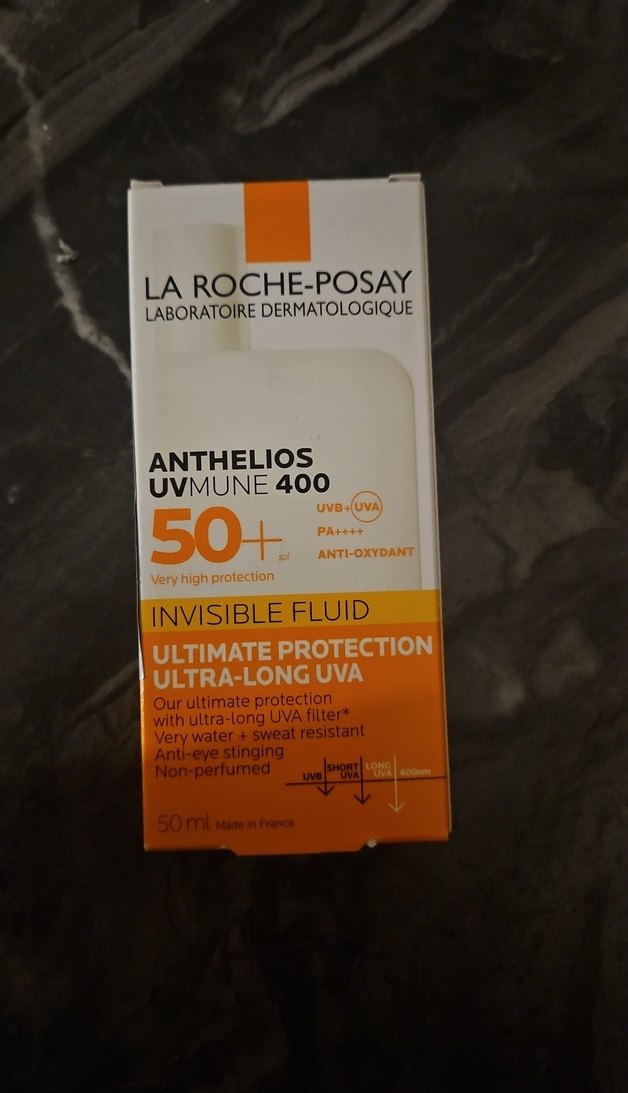 LA ROCHE-POSAY
LABORATOIRE DERMATOLOGIQUE
ANTHELIOS
UVMUNE 400
50+
spf
Very high protection
UVB+UVA
PA++++
ANTI-OXYDANT
INVISIBLE FLUID
ULTIMATE PROTECTION
ULTRA-LONG UVA
Our ultimate protection
with ultra-long UVA filter*
Very water + sweat resistant
Anti-eye stinging
Non-perfumed
UVB
SHORT
UVA
LONG
UVA
400nm
50 ml Made in France